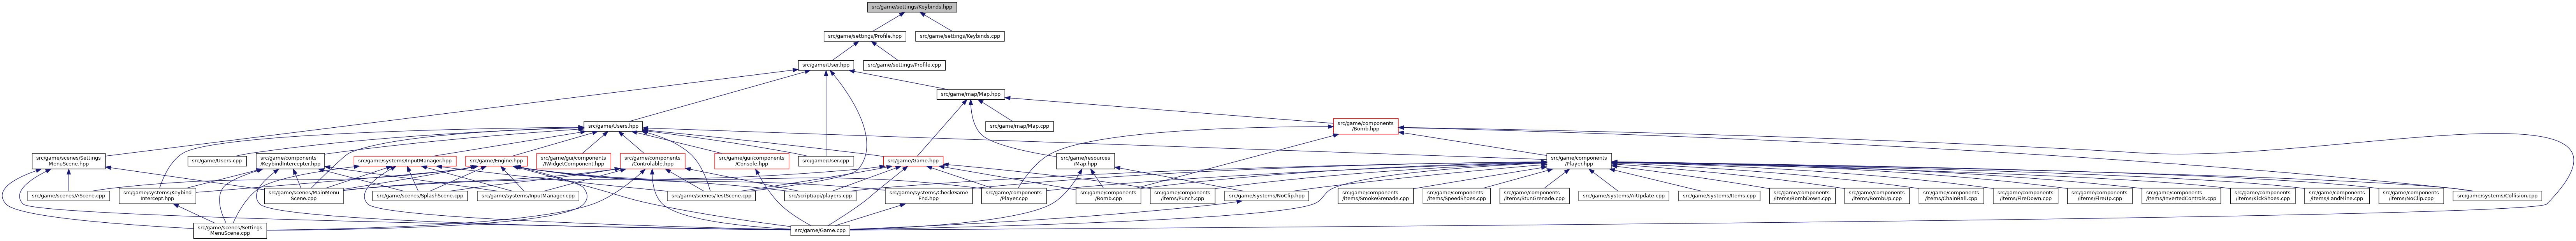 src/game/settings/Keybinds.hpp
src/game/settings/Profile.hpp
src/game/settings/Keybinds.cpp
src/game/User.hpp
src/game/settings/Profile.cpp
src/game/map/Map.hpp
src/game/Users.hpp
src/game/map/Map.cpp
src/game/components
/Bomb.hpp
src/game/scenes/Settings
MenuScene.hpp
src/game/Users.cpp
src/game/components
/KeybindIntercepter.hpp
src/game/systems/InputManager.hpp
src/game/Engine.hpp
src/game/gui/components
/IWidgetComponent.hpp
src/game/components
/Controlable.hpp
src/game/gui/components
/Console.hpp
src/game/User.cpp
src/game/Game.hpp
src/game/resources
/Map.hpp
src/game/components
/Player.hpp
src/game/scenes/AScene.cpp
src/game/systems/Keybind
Intercept.hpp
src/game/scenes/MainMenu
Scene.cpp
src/game/scenes/SplashScene.cpp
src/game/systems/InputManager.cpp
src/game/scenes/TestScene.cpp
src/script/api/players.cpp
src/game/systems/CheckGame
End.hpp
src/game/components
/Player.cpp
src/game/components
/Bomb.cpp
src/game/components
/items/Punch.cpp
src/game/systems/NoClip.hpp
src/game/components
/items/SmokeGrenade.cpp
src/game/components
/items/SpeedShoes.cpp
src/game/components
/items/StunGrenade.cpp
src/game/systems/AiUpdate.cpp
src/game/systems/Items.cpp
src/game/components
/items/BombDown.cpp
src/game/components
/items/BombUp.cpp
src/game/components
/items/ChainBall.cpp
src/game/components
/items/FireDown.cpp
src/game/components
/items/FireUp.cpp
src/game/components
/items/InvertedControls.cpp
src/game/components
/items/KickShoes.cpp
src/game/components
/items/LandMine.cpp
src/game/components
/items/NoClip.cpp
src/game/systems/Collision.cpp
src/game/scenes/Settings
MenuScene.cpp
src/game/Game.cpp